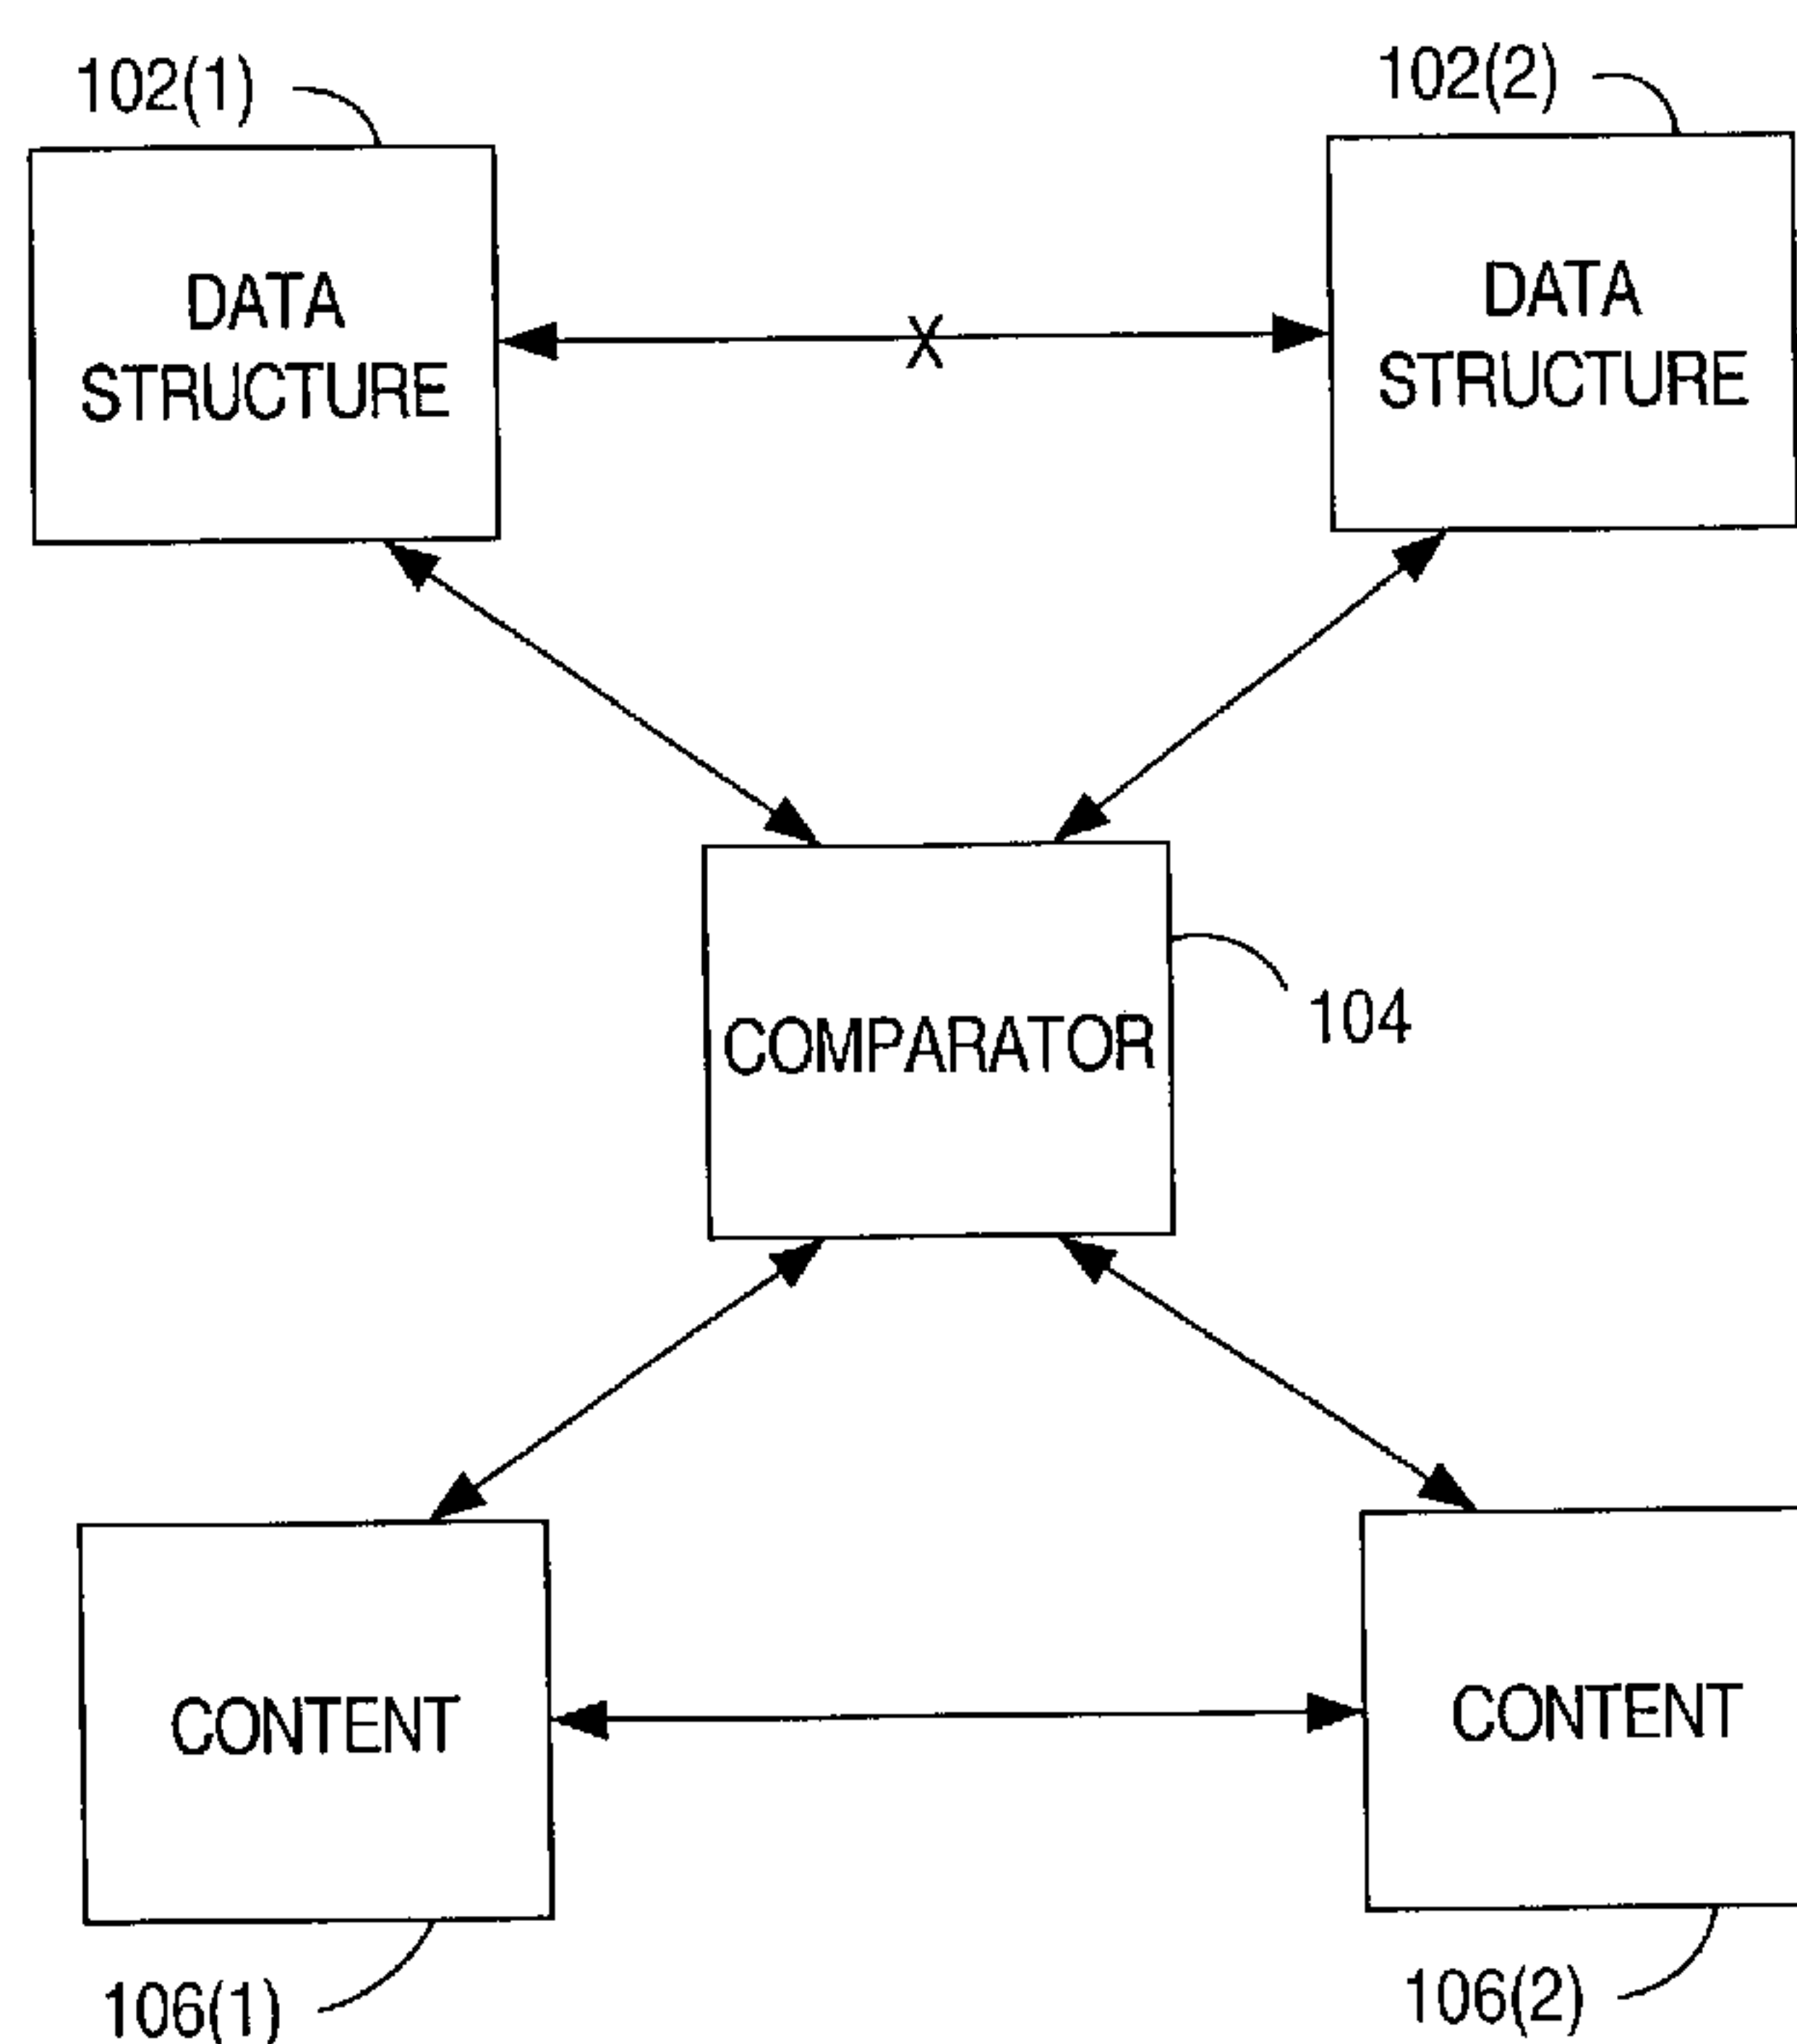 102(1)
102(2)
DATA
STRUCTURE
X
DATA
STRUCTURE
COMPARATOR
104
CONTENT
CONTENT
106(1)
106(2)